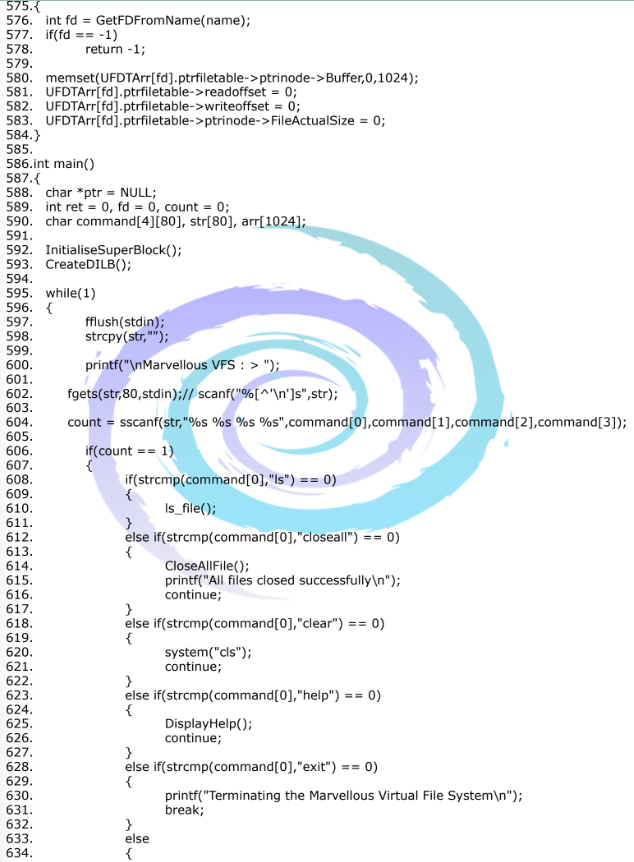 575.{
576. int fd = GetFDFromName(name);
577. if(fd == -1)
578. return -1;
579.
580. memset(UFDTArr[fd].ptrfiletable->ptrinode->Buffer,0,1024);
581. UFDTArr[fd].ptrfiletable->readoffset = 0;
582. UFDTArr[fd].ptrfiletable->writeoffset = 0;
583. UFDTArr[fd].ptrfiletable->ptrinode->FileActualSize = 0;
584.}
585.
586.int main()
587.{
588. char *ptr = NULL;
589. int ret = 0, fd = 0, count = 0;
590. char command[4][80], str[80], arr[1024];
591.
592. InitialiseSuperBlock();
593. CreateDILB();
594.
595. while(1)
596. {
597. fflush(stdin);
598. strcpy(str,"");
599.
600. printf("\nMarvellous VFS : > ");
601.
602. fgets(str,80,stdin);// scanf("%[^'\n']s",str);
603.
604. count = sscanf(str,"%s %s %s %s",command[0],command[1],command[2],command[3]);
605.
606. if(count == 1)
607. {
608. if(strcmp(command[0],"ls") == 0)
609. {
610. ls_file();
611. }
612. else if(strcmp(command[0],"closeall") == 0)
613. {
614. CloseAllFile();
615. printf("All files closed successfully\n");
616. continue;
617. }
618. else if(strcmp(command[0],"clear") == 0)
619. {
620. system("cls");
621. continue;
622. }
623. else if(strcmp(command[0],"help") == 0)
624. {
625. DisplayHelp();
626. continue;
627. }
628. else if(strcmp(command[0],"exit") == 0)
629. {
630. printf("Terminating the Marvellous Virtual File System\n");
631. break;
632. }
633. else
634. {